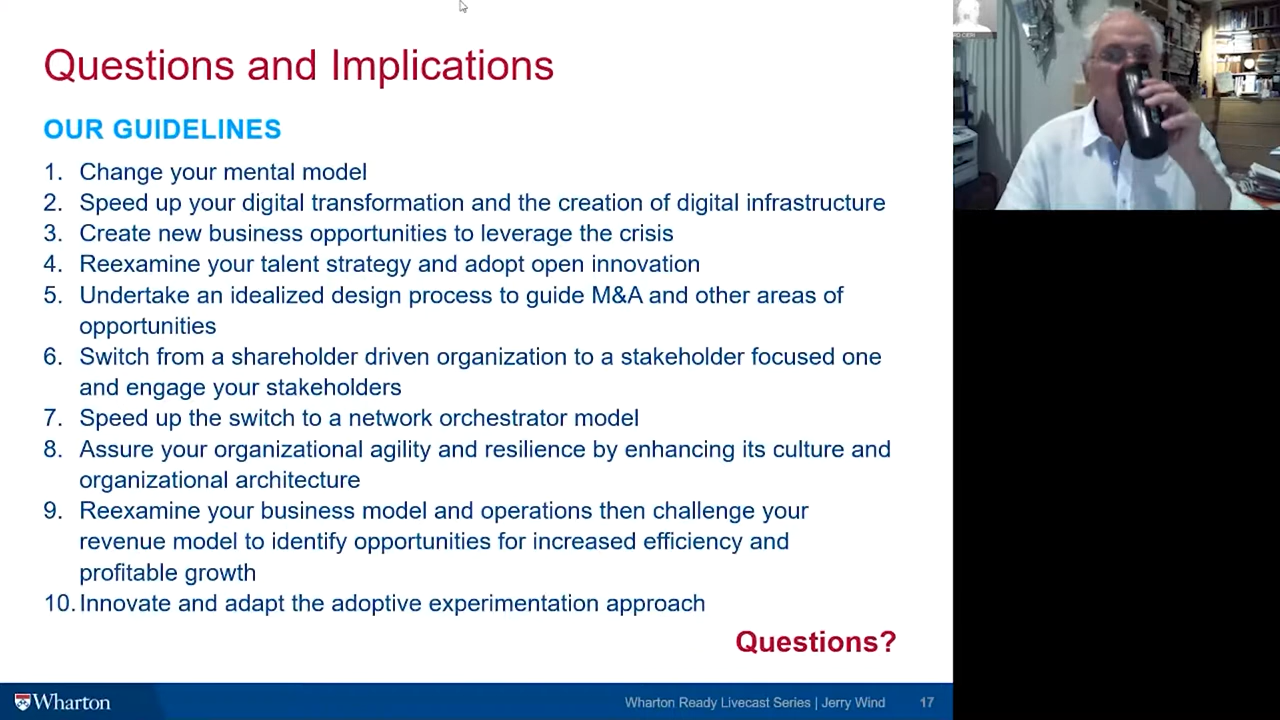 Questions and Implications
OUR GUIDELINES
1. Change your mental model
2. Speed up your digital transformation and the creation of digital infrastructure
3. Create new business opportunities to leverage the crisis
4. Reexamine your talent strategy and adopt open innovation
5. Undertake an idealized design process to guide M&A and other areas of
opportunities
6. Switch from a shareholder driven organization to a stakeholder focused one
and engage your stakeholders
7. Speed up the switch to a network orchestrator model
8. Assure your organizational agility and resilience by enhancing its culture and
organizational architecture
9. Reexamine your business model and operations then challenge your
revenue model to identify opportunities for increased efficiency and
profitable growth
10. Innovate and adapt the adoptive experimentation approach
Questions?
Wharton
Wharton Ready Livecast Series | Jerry Wind 17